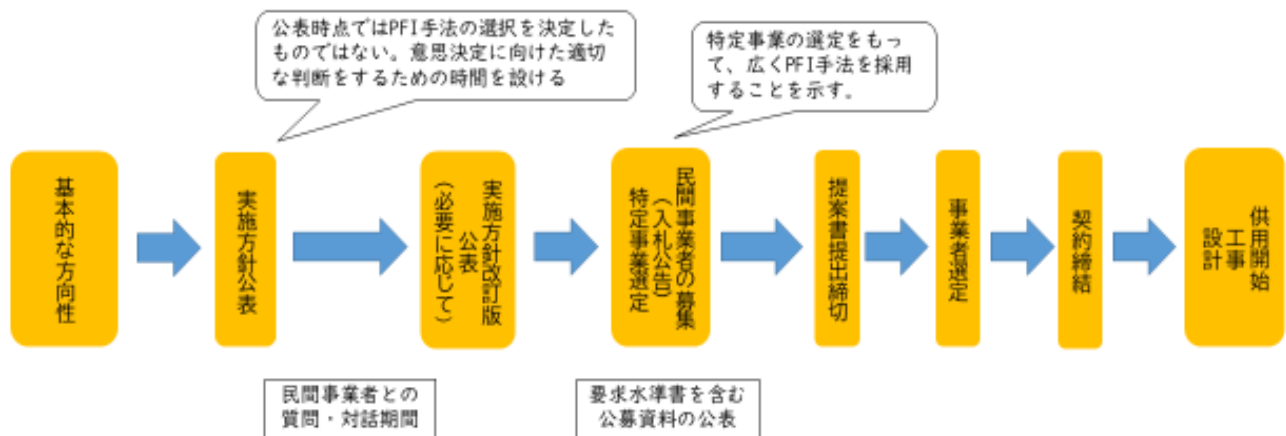 公表時点ではPFI手法の選択を決定した
ものではない。意思決定に向けた適切
な判断をするための時間を設ける
特定事業の選定をもっ
て、広くPFI手法を採用
することを示す。
基本的な方向性
実施方針公表
実施方針改訂版
公表
(必要に応じて)
民間事業者の募集
(入札公告)
特定事業選定
提案書提出締切
事業者選定
契約締結
供用開始
工事
設計
民間事業者との
質問・対話期間
要求水準書を含む
公募資料の公表